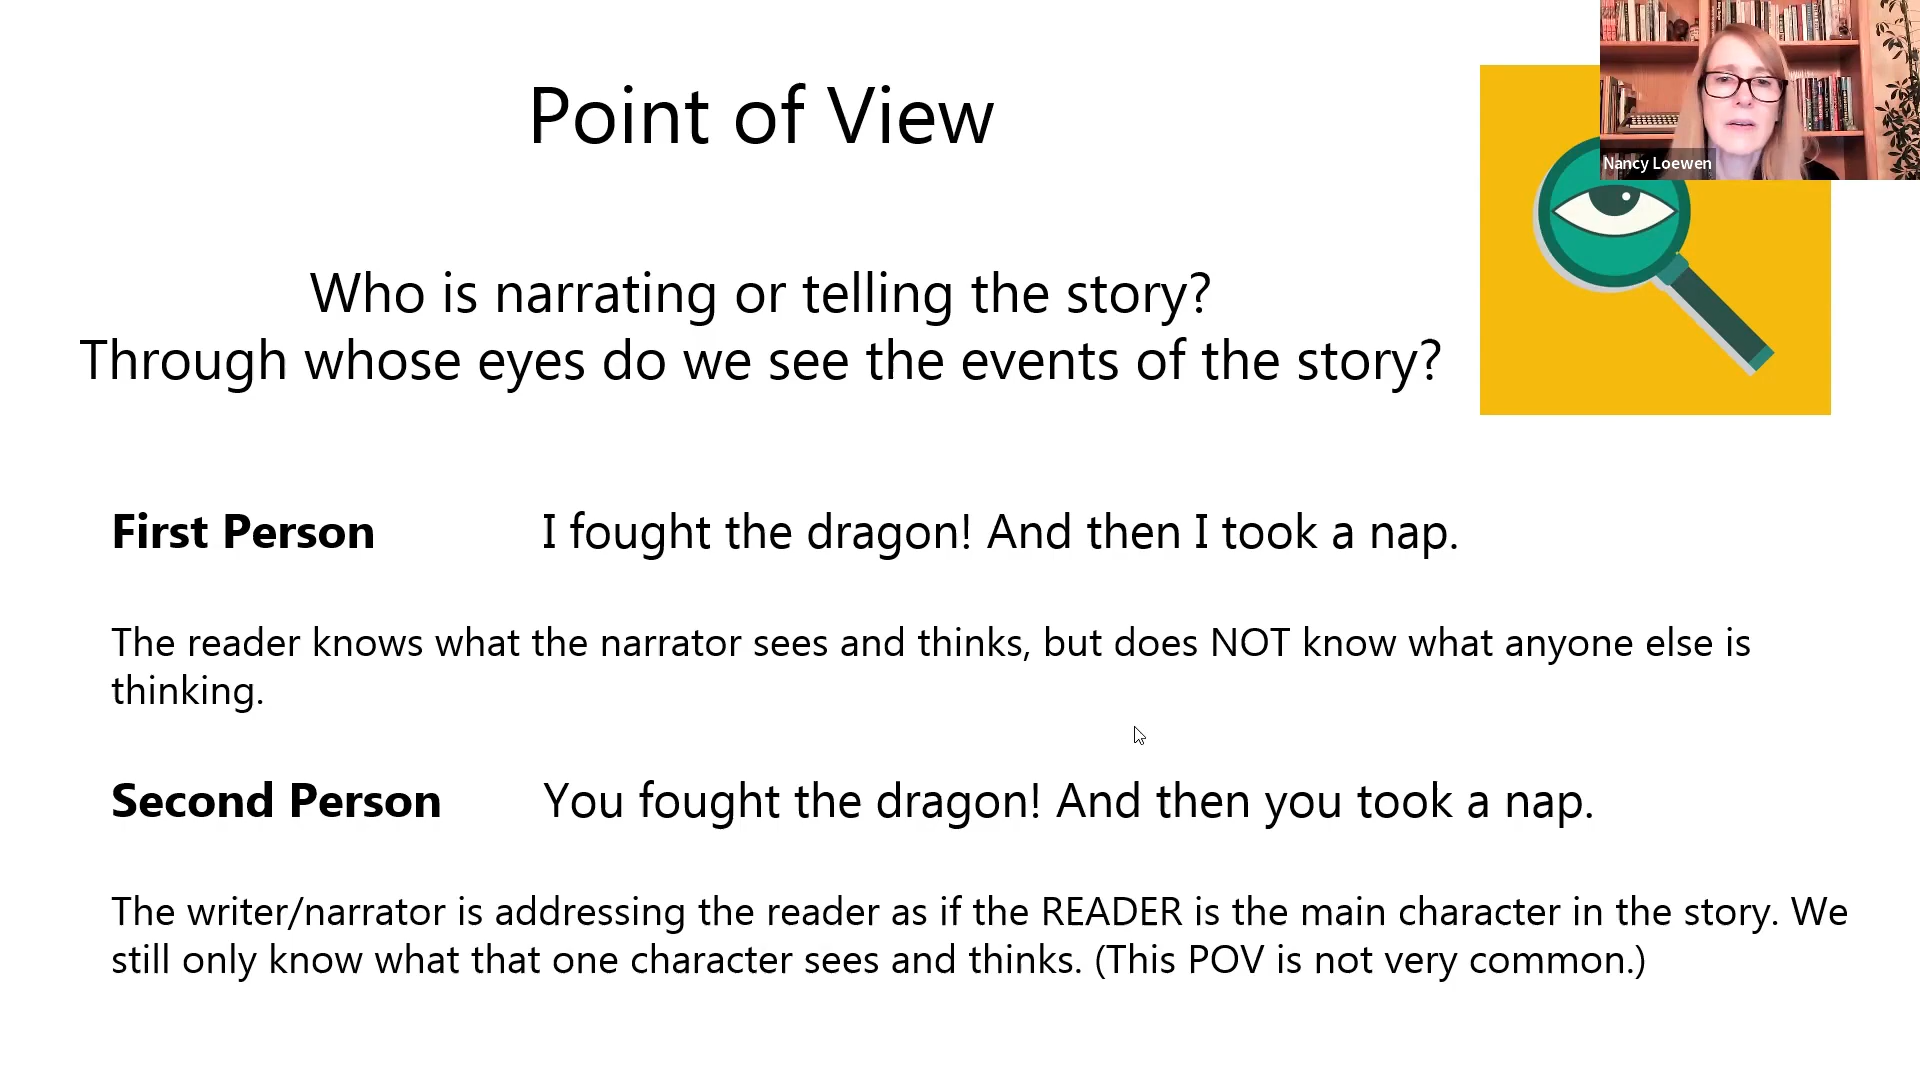 Point of View
Nancy Loewen
Who is narrating or telling the story?
Through whose eyes do we see the events of the story?
First Person I fought the dragon! And then I took a nap.
The reader knows what the narrator sees and thinks, but does NOT know what anyone else is
thinking.
Second Person You fought the dragon! And then you took a nap.
The writer/narrator is addressing the reader as if the READER is the main character in the story. We
still only know what that one character sees and thinks. (This POV is not very common.)